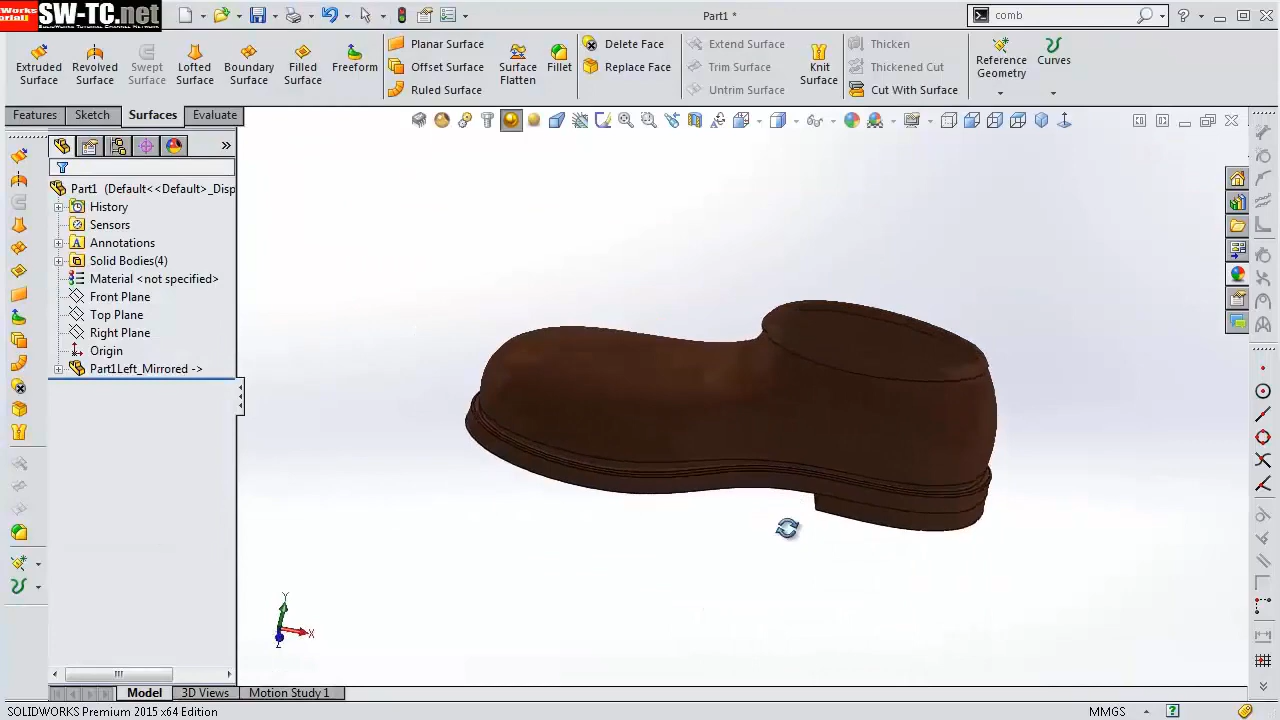 SW-TC.net
SOLIDWORKS TUTORIAL CHANNEL NETWORK
Part1 *
comb
Extruded Surface
Revolved Surface
Swept Surface
Lofted Surface
Boundary Surface
Filled Surface
Freeform
Planar Surface
Offset Surface
Ruled Surface
Surface Flatten
Fillet
Delete Face
Replace Face
Extend Surface
Trim Surface
Untrim Surface
Knit Surface
Thicken
Thickened Cut
Cut With Surface
Reference Geometry
Curves
Features
Sketch
Surfaces
Evaluate
Part1 (Default<<Default>_Disp
History
Sensors
Annotations
Solid Bodies(4)
Material <not specified>
Front Plane
Top Plane
Right Plane
Origin
Part1Left_Mirrored ->
Y
X
Z
Model
3D Views
Motion Study 1
SOLIDWORKS Premium 2015 x64 Edition
MMGS